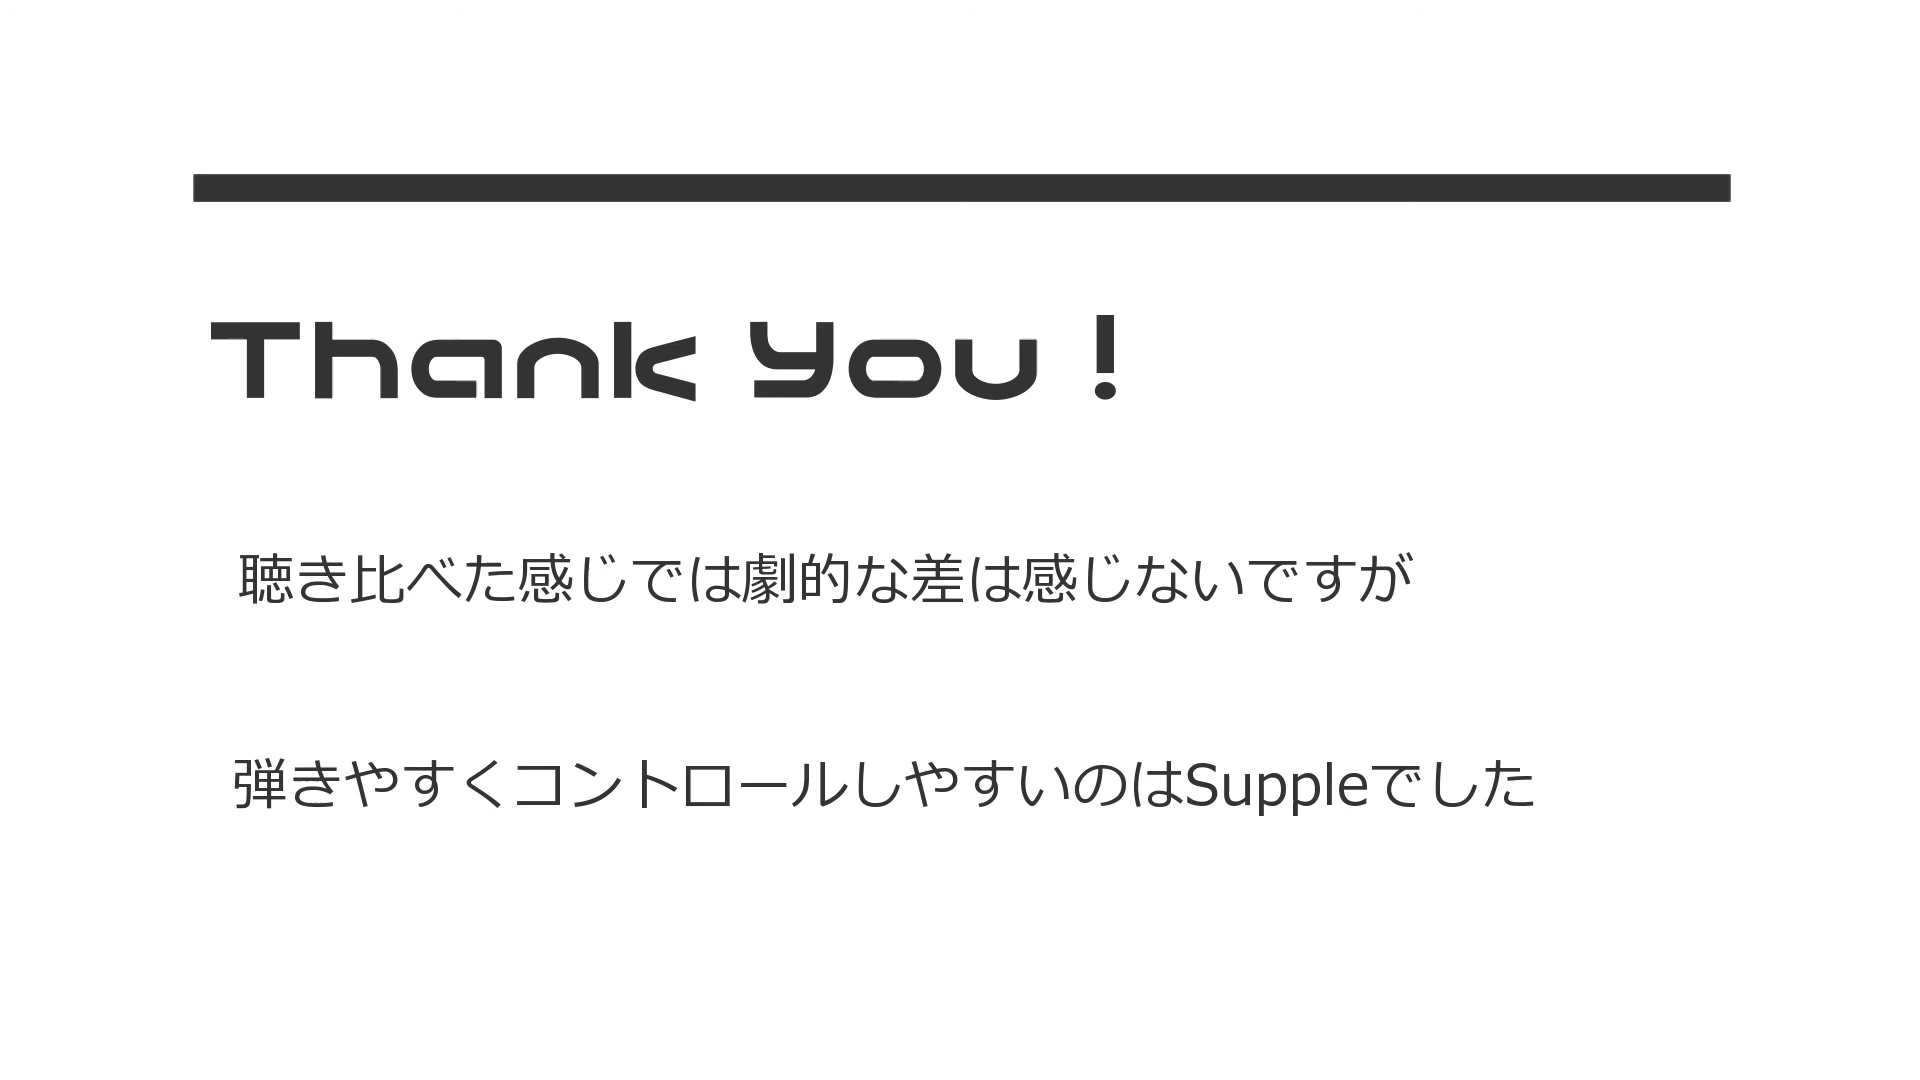 Thank You !
聴き比べた感じでは劇的な差は感じないですが
弾きやすくコントロールしやすいのはSuppleでした